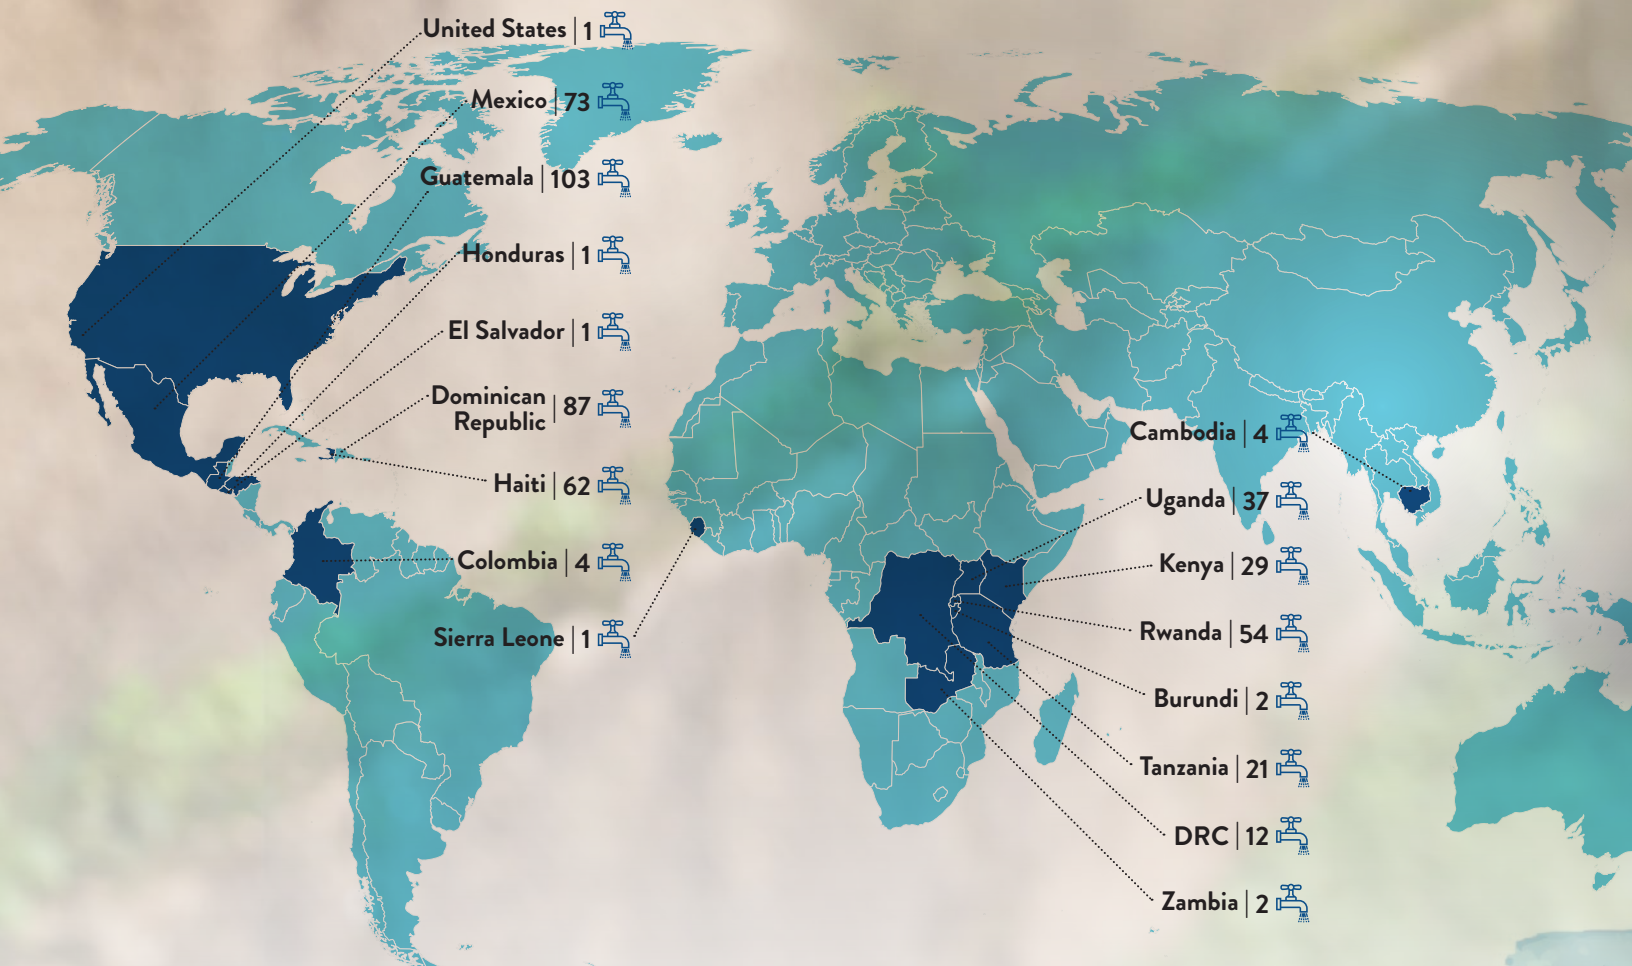 United States | 1
Mexico | 73
Guatemala | 103
Honduras | 1
El Salvador | 1
Dominican
Republic | 87
Haiti | 62
Colombia | 4
Sierra Leone | 1
Cambodia | 4
Uganda | 37
Kenya | 29
Rwanda | 54
Burundi | 2
Tanzania | 21
DRC | 12
Zambia | 2